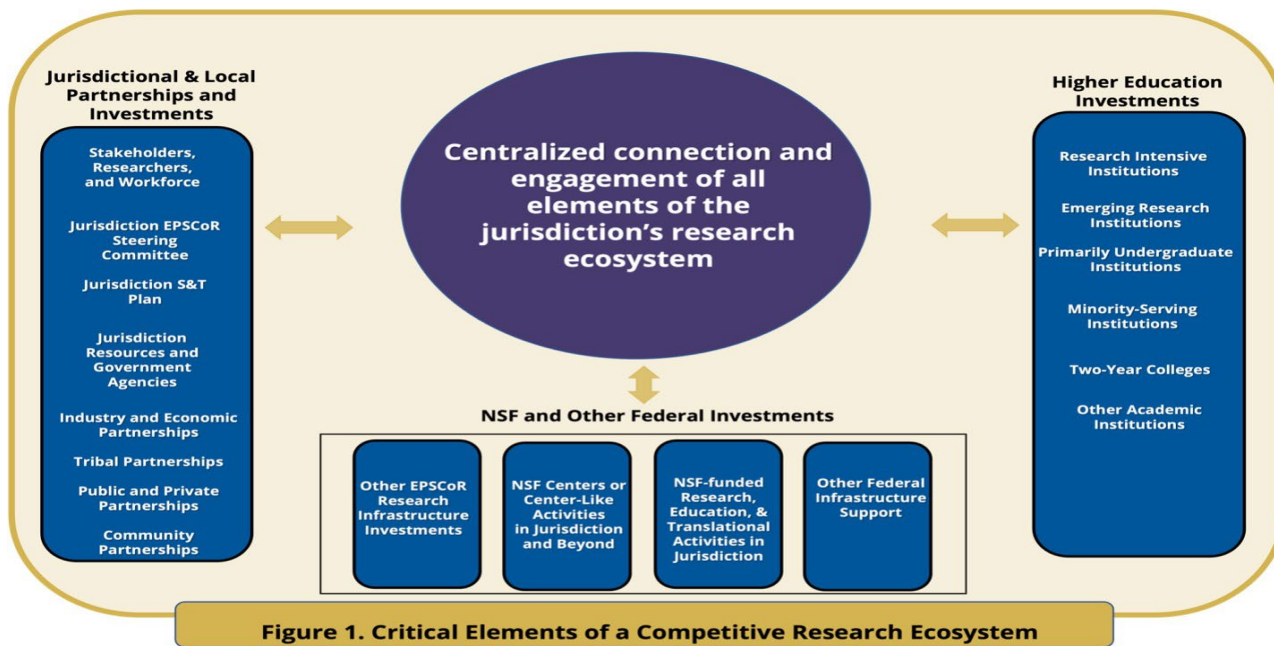 Jurisdictional & Local
Partnerships and
Investments
Stakeholders,
Researchers,
and Workforce
Jurisdiction EPSCoR
Steering
Committee
Jurisdiction S&T
Plan
Jurisdiction
Resources and
Government
Agencies
Industry and Economic
Partnerships
Tribal Partnerships
Public and Private
Partnerships
Community
Partnerships
Centralized connection and
engagement of all
elements of the
jurisdiction’s research
ecosystem
Higher Education
Investments
Research Intensive
Institutions
Emerging Research
Institutions
Primarily Undergraduate
Institutions
Minority-Serving
Institutions
Two-Year Colleges
Other Academic
Institutions
NSF and Other Federal Investments
Other EPSCoR
Research
Infrastructure
Investments
NSF Centers or
Center-Like
Activities
in Jurisdiction
and Beyond
NSF-funded
Research,
Education, &
Translational
Activities in
Jurisdiction
Other Federal
Infrastructure
Support
Figure 1. Critical Elements of a Competitive Research Ecosystem